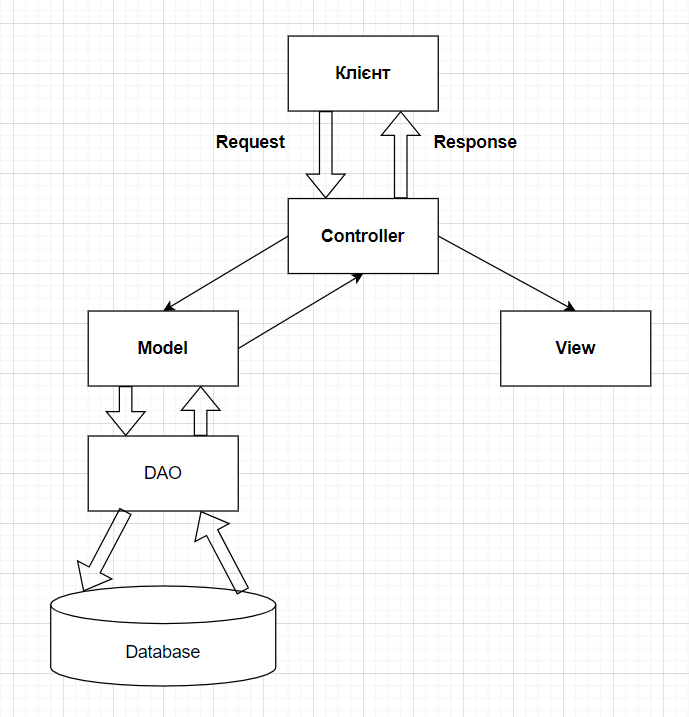 Клієнт
Request
Response
Controller
Model
View
DAO
Database